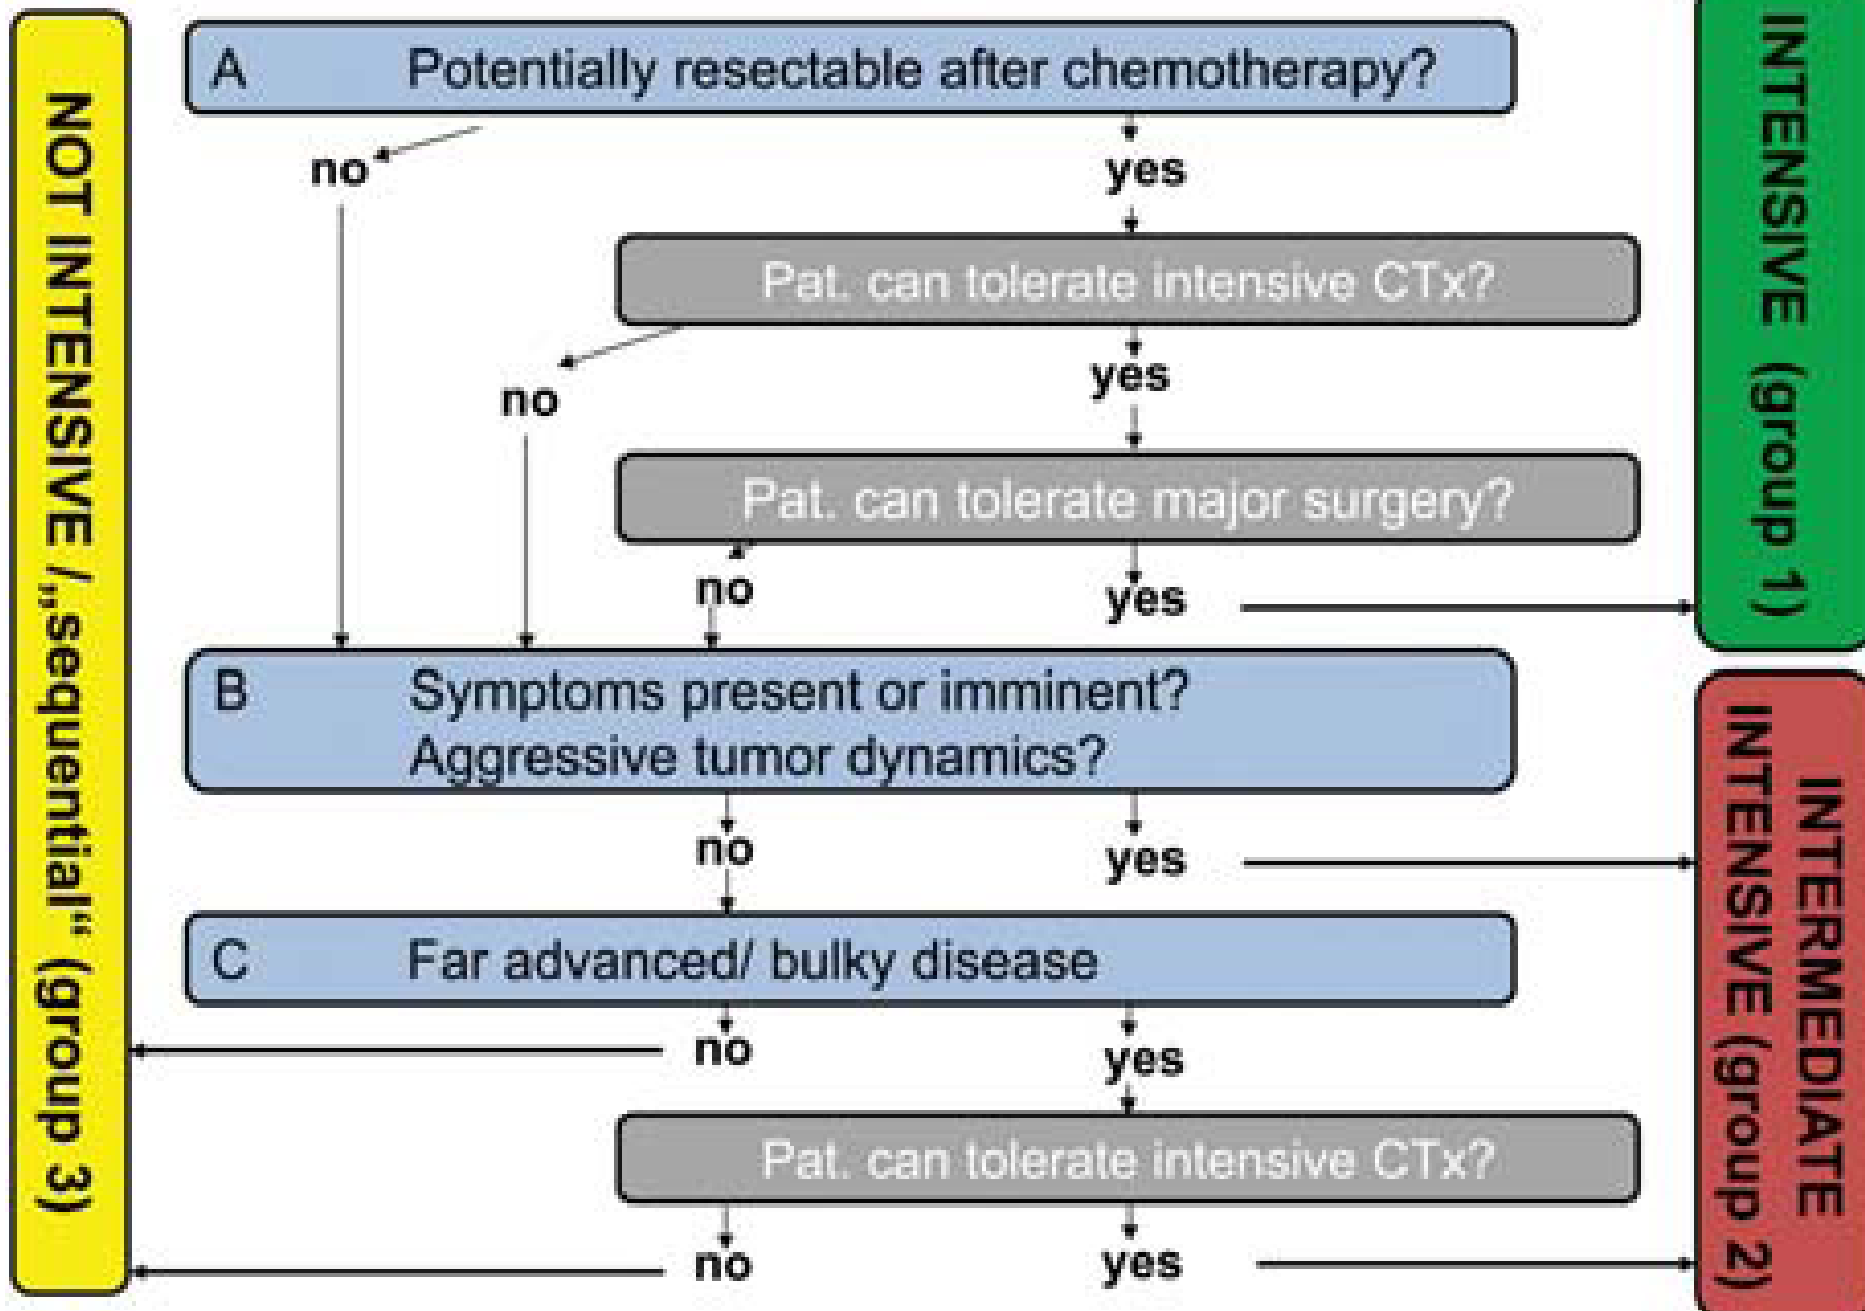 NOT INTENSIVE / „sequential“ (group 3)
A Potentially resectable after chemotherapy?
no yes
Pat. can tolerate intensive CTx?
no yes
Pat. can tolerate major surgery?
no yes
B Symptoms present or imminent?
Aggressive tumor dynamics?
no yes
C Far advanced/ bulky disease
no yes
Pat. can tolerate intensive CTx?
no yes
INTENSIVE (group 1)
INTERMEDIATE
INTENSIVE (group 2)